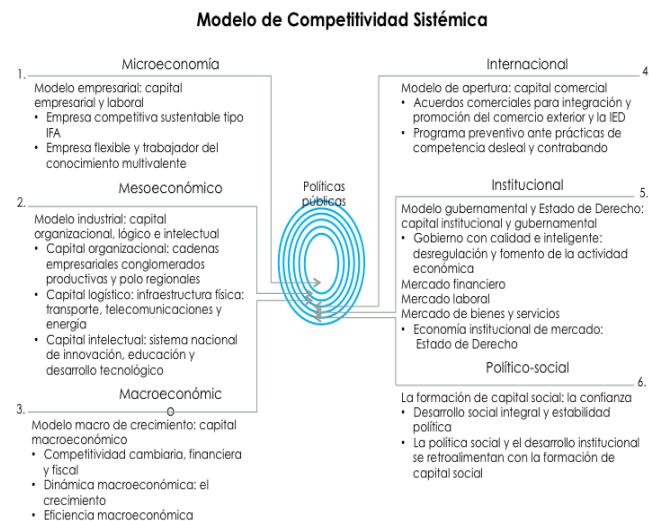 Modelo de Competitividad Sistémica
Microeconomía
1.
Modelo empresarial: capital
empresarial y laboral
• Empresa competitiva sustentable tipo
IFA
• Empresa flexible y trabajador del
conocimiento multivalente
Mesoeconómico
2.
Modelo industrial: capital
organizacional, lógico e intelectual
• Capital organizacional: cadenas
empresariales conglomerados
productivas y polo regionales
• Capital logístico: infraestructura física:
transporte, telecomunicaciones y
energía
• Capital intelectual: sistema nacional
de innovación, educación y
desarrollo tecnológico
Macroeconómic
o
3.
Modelo macro de crecimiento: capital
macroeconómico
• Competitividad cambiaria, financiera
y fiscal
• Dinámica macroeconómica: el
crecimiento
• Eficiencia macroeconómica
Políticas
públicas
Internacional
4
Modelo de apertura: capital comercial
• Acuerdos comerciales para integración y
promoción del comercio exterior y la IED
• Programa preventivo ante prácticas de
competencia desleal y contrabando
Institucional
5.
Modelo gubernamental y Estado de Derecho:
capital institucional y gubernamental
• Gobierno con calidad e inteligente:
desregulación y fomento de la actividad
económica
Mercado financiero
Mercado laboral
Mercado de bienes y servicios
• Economía institucional de mercado:
Estado de Derecho
Político-social
6.
La formación de capital social: la confianza
• Desarrollo social integral y estabilidad
política
• La política social y el desarrollo institucional
se retroalimentan con la formación de
capital social